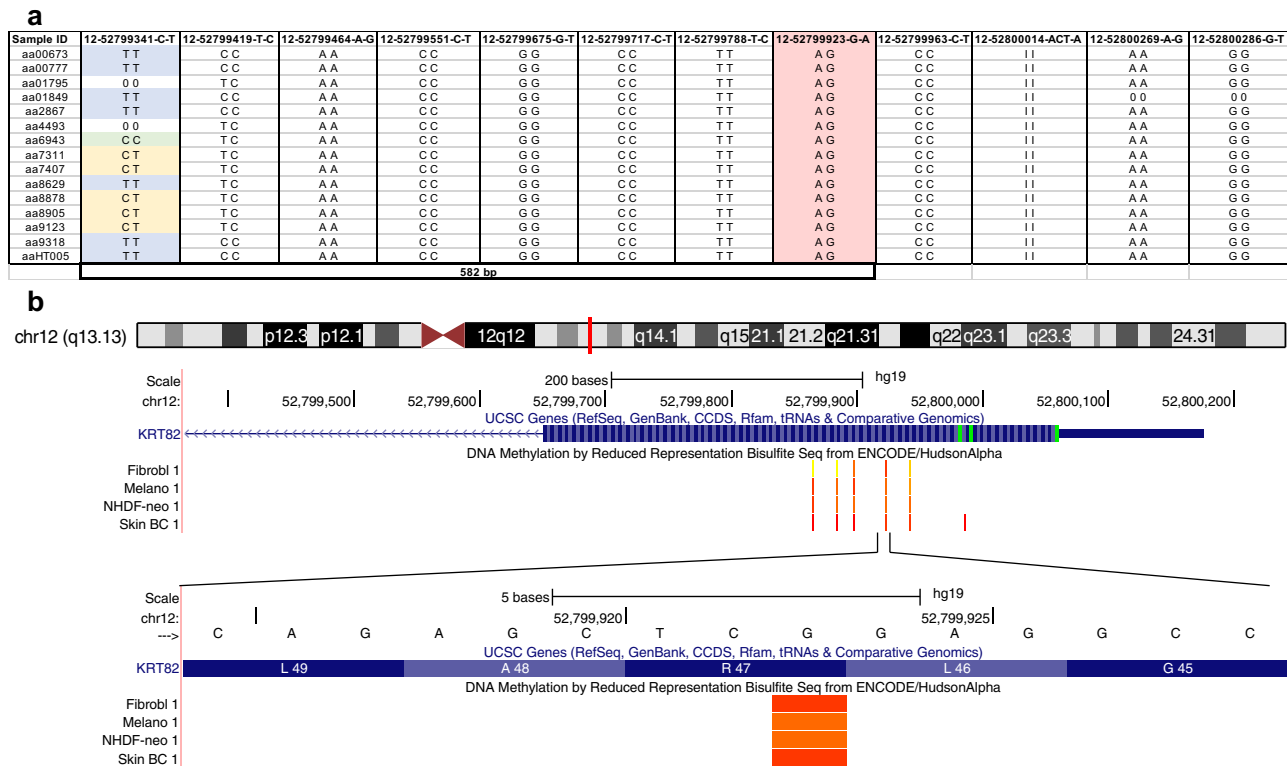 a
Sample ID 12-52799341-C-T 12-52799419-T-C 12-52799464-A-G 12-52799551-C-T 12-52799675-G-T 12-52799717-C-T 12-52799788-T-C 12-52799923-G-A 12-52799963-C-T 12-52800014-ACT-A 12-52800269-A-G 12-52800286-G-T
aa00673 T T C C A A C C G G C C T T A G C C I I A A G G
aa00777 T T C C A A C C G G C C T T A G C C I I A A G G
aa01795 0 0 T C A A C C G G C C T T A G C C I I A A G G
aa01849 T T C C A A C C G G C C T T A G C C I I 0 0 0 0
aa2867 T T C C A A C C G G C C T T A G C C I I A A G G
aa4493 0 0 T C A A C C G G C C T T A G C C I I A A G G
aa6943 C C T C A A C C G G C C T T A G C C I I A A G G
aa7311 C T T C A A C C G G C C T T A G C C I I A A G G
aa7407 C T T C A A C C G G C C T T A G C C I I A A G G
aa8629 T T T C A A C C G G C C T T A G C C I I A A G G
aa8878 C T T C A A C C G G C C T T A G C C I I A A G G
aa8905 C T T C A A C C G G C C T T A G C C I I A A G G
aa9123 C T T C A A C C G G C C T T A G C C I I A A G G
aa9318 T T C C A A C C G G C C T T A G C C I I A A G G
aaHT005 T T C C A A C C G G C C T T A G C C I I A A G G
582 bp
b
chr12 (q13.13) p12.3 p12.1 12q12 q14.1 q15 21.1 21.2 q21.31 q22 q23.1 q23.3 24.31
Scale 200 bases hg19
chr12: 52,799,500 52,799,600 52,799,700 52,799,800 52,799,900 52,800,000 52,800,100 52,800,200
UCSC Genes (RefSeq, GenBank, CCDS, Rfam, tRNAs & Comparative Genomics)
KRT82
DNA Methylation by Reduced Representation Bisulfite Seq from ENCODE/HudsonAlpha
Fibrobl 1
Melano 1
NHDF-neo 1
Skin BC 1
Scale 5 bases hg19
chr12: 52,799,920 52,799,925
---> C A G A G C T C G G A G G C C
UCSC Genes (RefSeq, GenBank, CCDS, Rfam, tRNAs & Comparative Genomics)
KRT82 L 49 A 48 R 47 L 46 G 45
DNA Methylation by Reduced Representation Bisulfite Seq from ENCODE/HudsonAlpha
Fibrobl 1
Melano 1
NHDF-neo 1
Skin BC 1